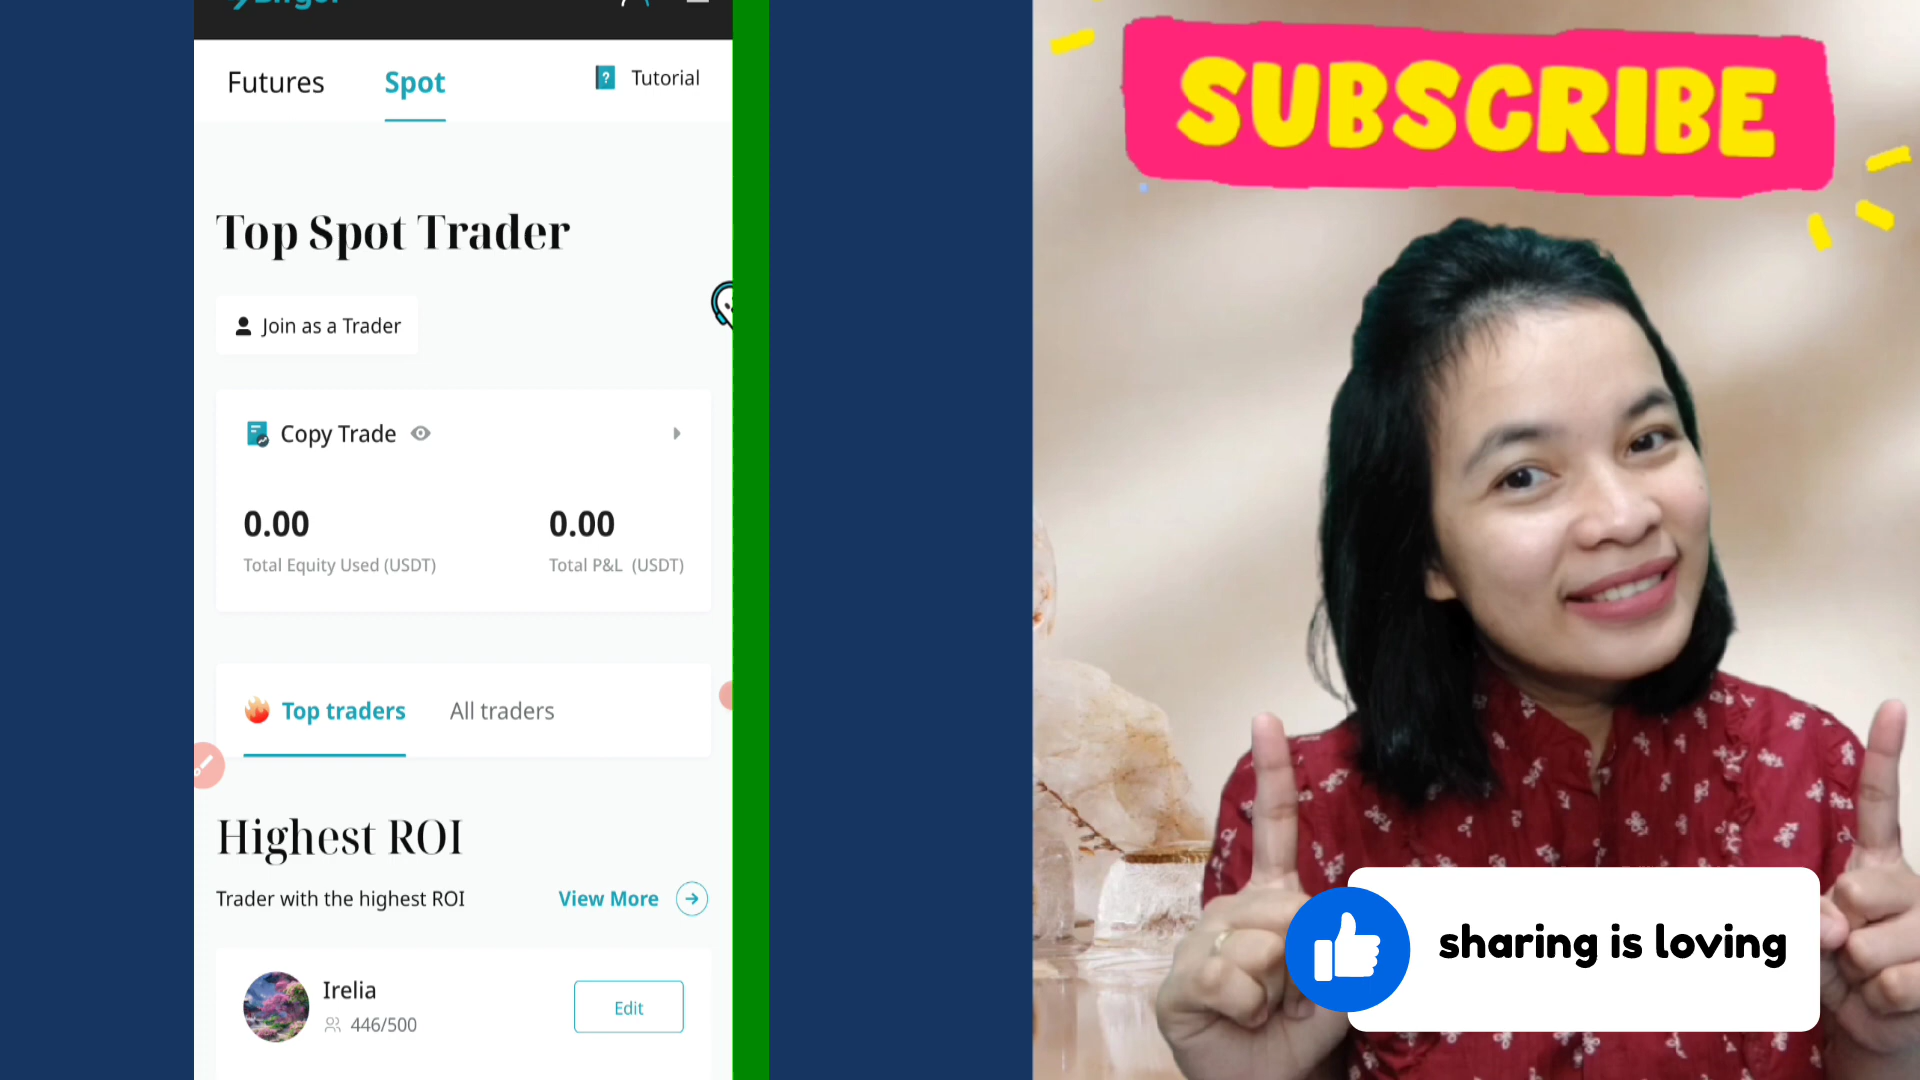 Futures
Spot
Tutorial
Top Spot Trader
Join as a Trader
Copy Trade
0.00
0.00
Total Equity Used (USDT)
Total P&L (USDT)
Top traders
All traders
Highest ROI
Trader with the highest ROI
View More
Irelia
446/500
Edit
SUBSCRIBE
sharing is loving